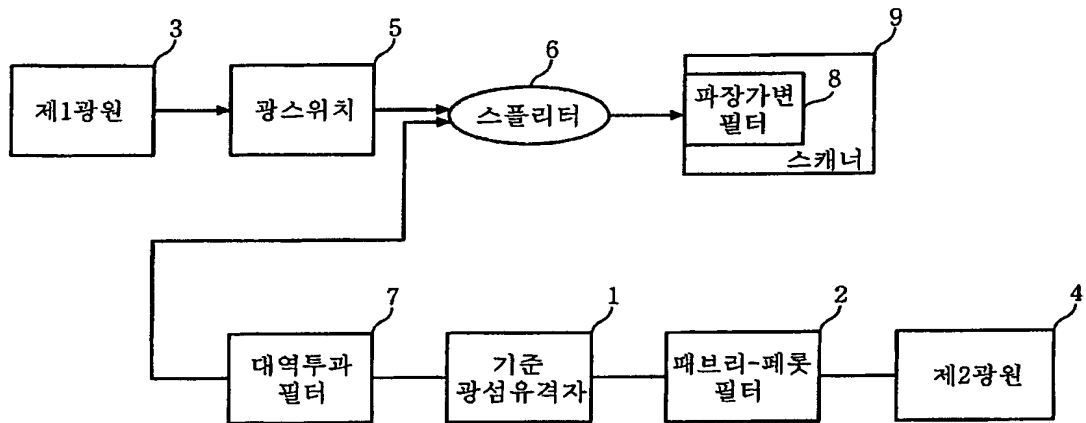 3
제1광원
5
광스위치
6
스플리터
9
8
파장가변
필터
스캐너
7
대역투과
필터
1
기준
광섬유격자
2
패브리-페롯
필터
4
제2광원